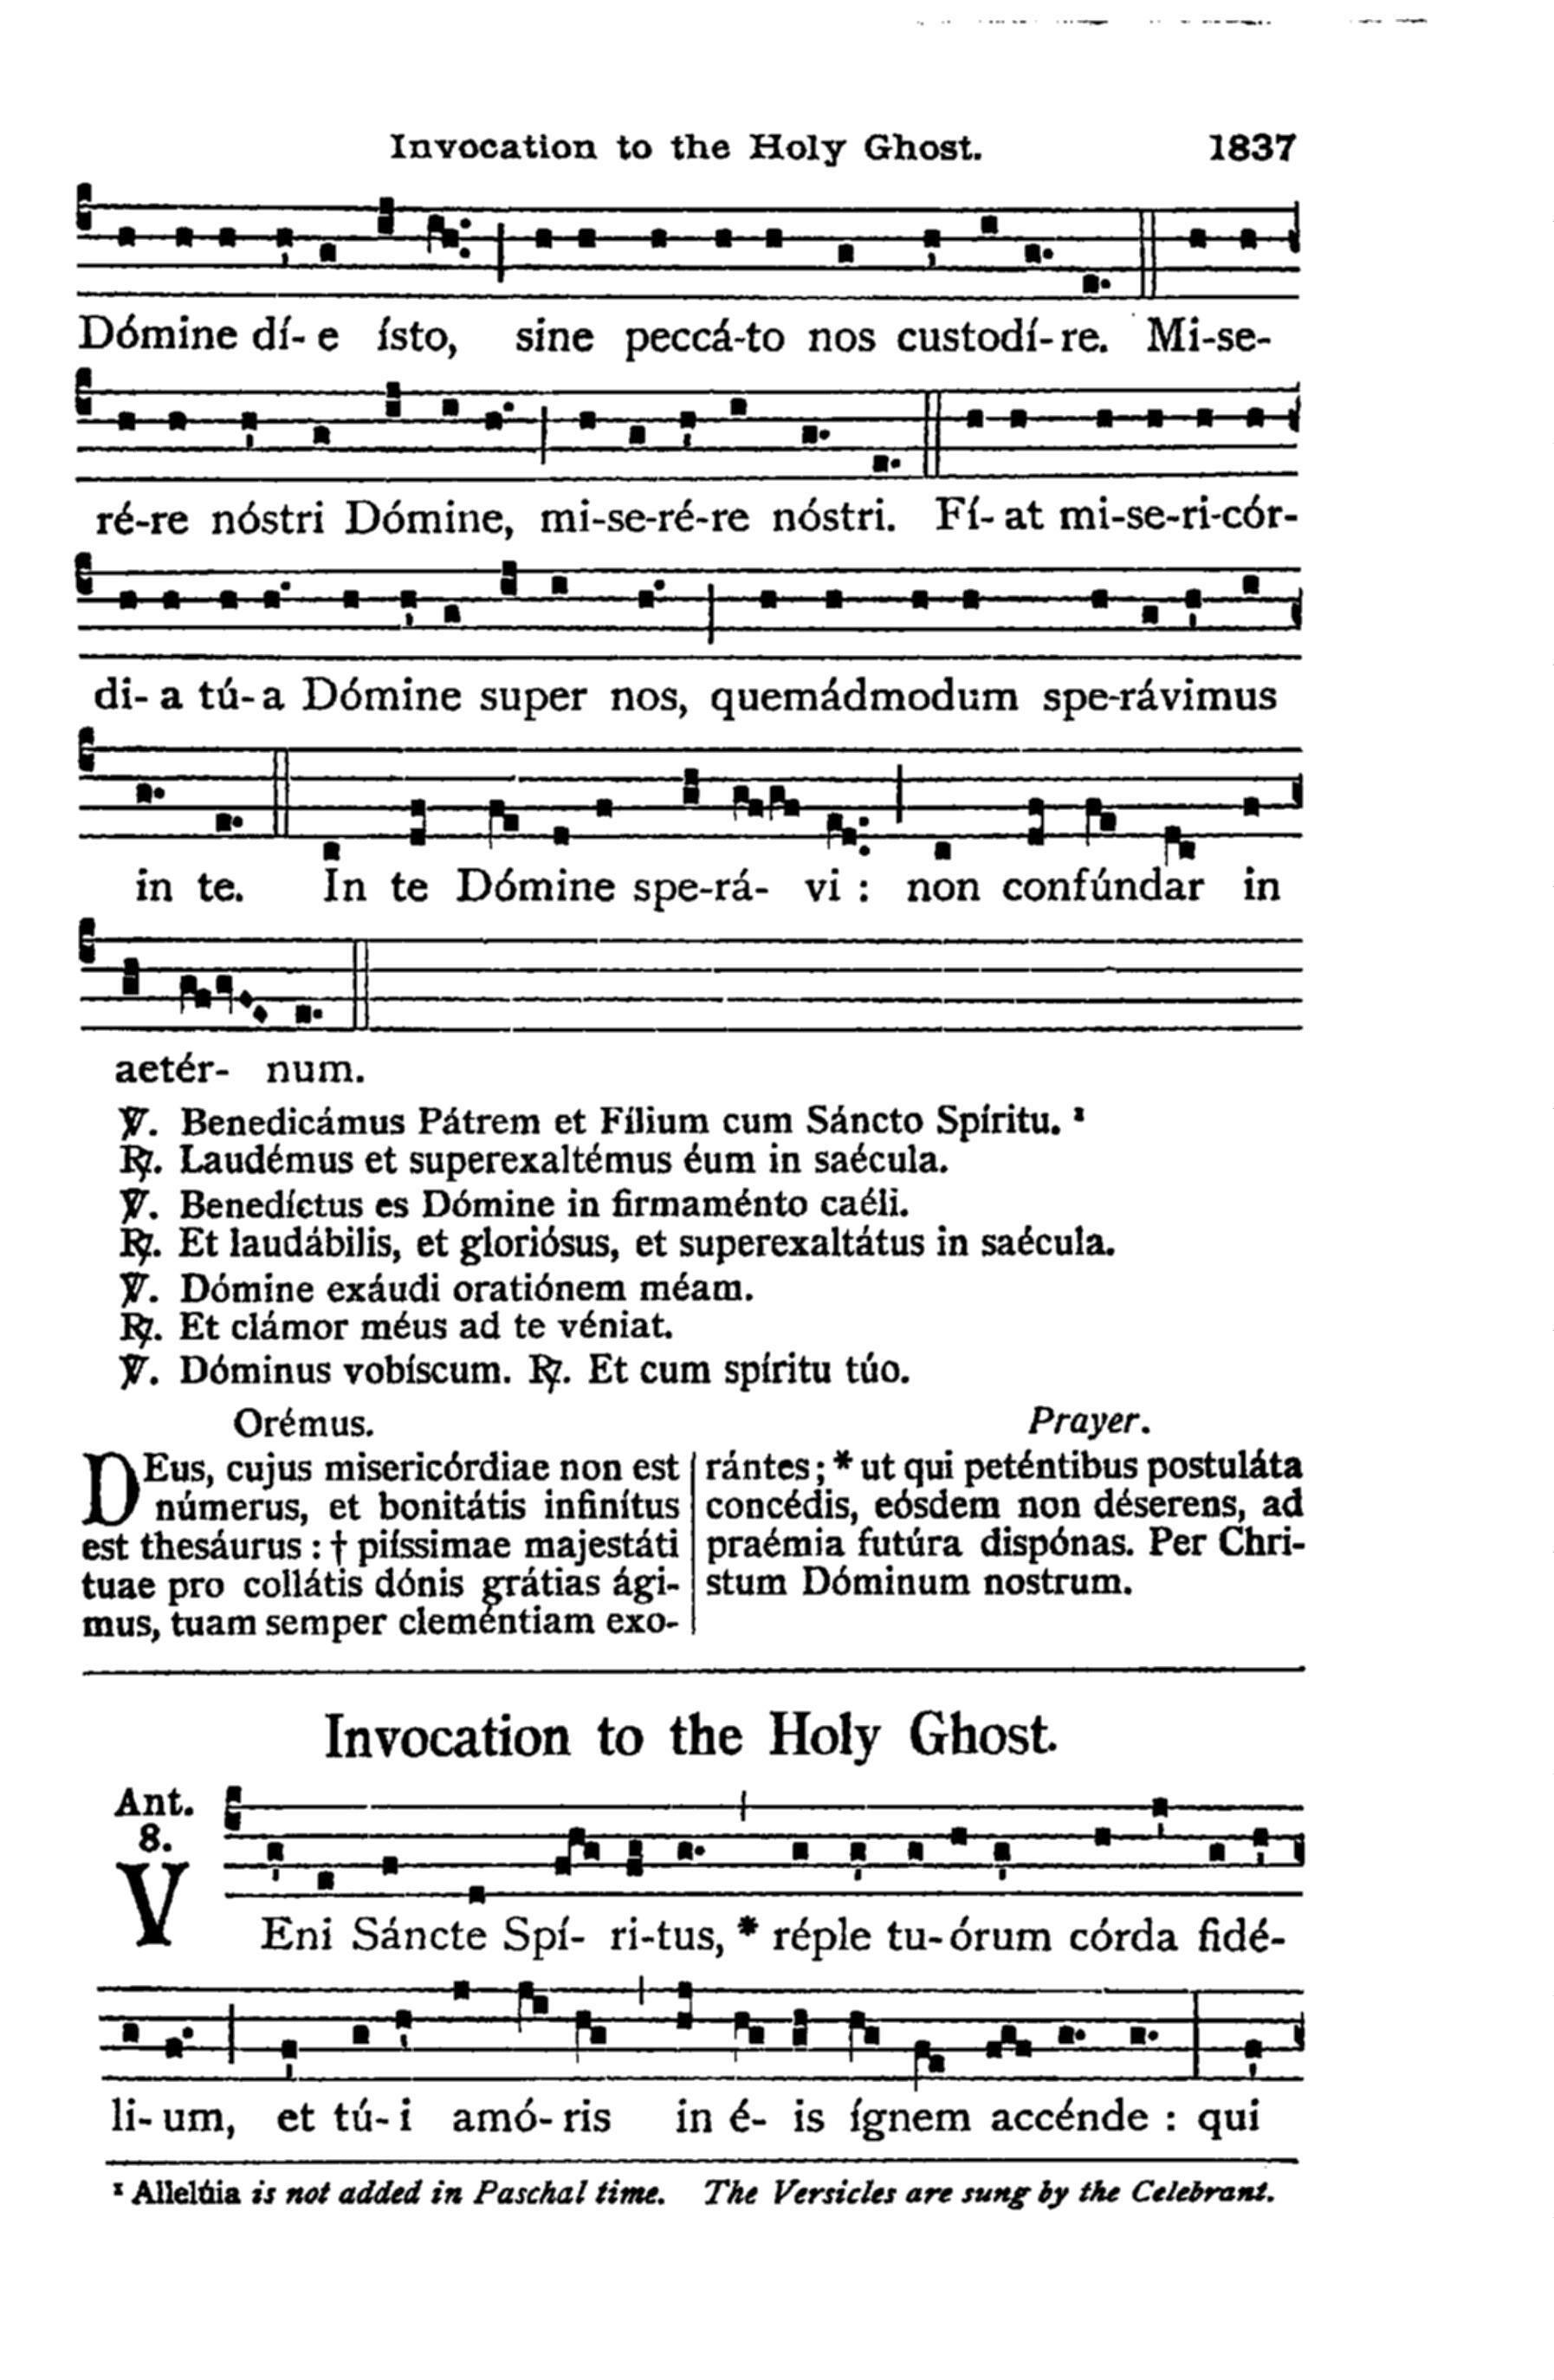 Invocation to the Holy Ghost. 1837
Dómine dí- e ísto, sine peccá-to nos custodí- re. Mi-se-
ré-re nóstri Dómine, mi-se-ré-re nóstri. Fí- at mi-se-ri-cór-
di- a tú- a Dómine super nos, quemádmodum spe-rávimus
in te. In te Dómine spe-rá- vi : non confúndar in
aetér- num.
℣. Benedicámus Pátrem et Fílium cum Sáncto Spíritu. ¹
℟. Laudémus et superexaltémus éum in saécula.
℣. Benedíctus es Dómine in firmaménto caéli.
℟. Et laudábilis, et gloriósus, et superexaltátus in saécula.
℣. Dómine exáudi oratiónem méam.
℟. Et clámor méus ad te véniat.
℣. Dóminus vobíscum. ℟. Et cum spíritu túo.
Orémus.
DEus, cujus misericórdiae non est
númerus, et bonitátis infinítus
est thesáurus : † piíssimae majestáti
tuae pro collátis dónis grátias ági-
mus, tuam semper cleméntiam exo-
Prayer.
rántes; * ut qui peténtibus postuláta
concédis, eósdem non déserens, ad
praémia futúra dispónas. Per Chri-
stum Dóminum nostrum.
Invocation to the Holy Ghost.
Ant.
8.
VEni Sáncte Spí- ri-tus, * réple tu-órum córda fidé-
li- um, et tú- i amó- ris in é- is ígnem accénde : qui
¹ Allelúia is not added in Paschal time. The Versicles are sung by the Celebrant.